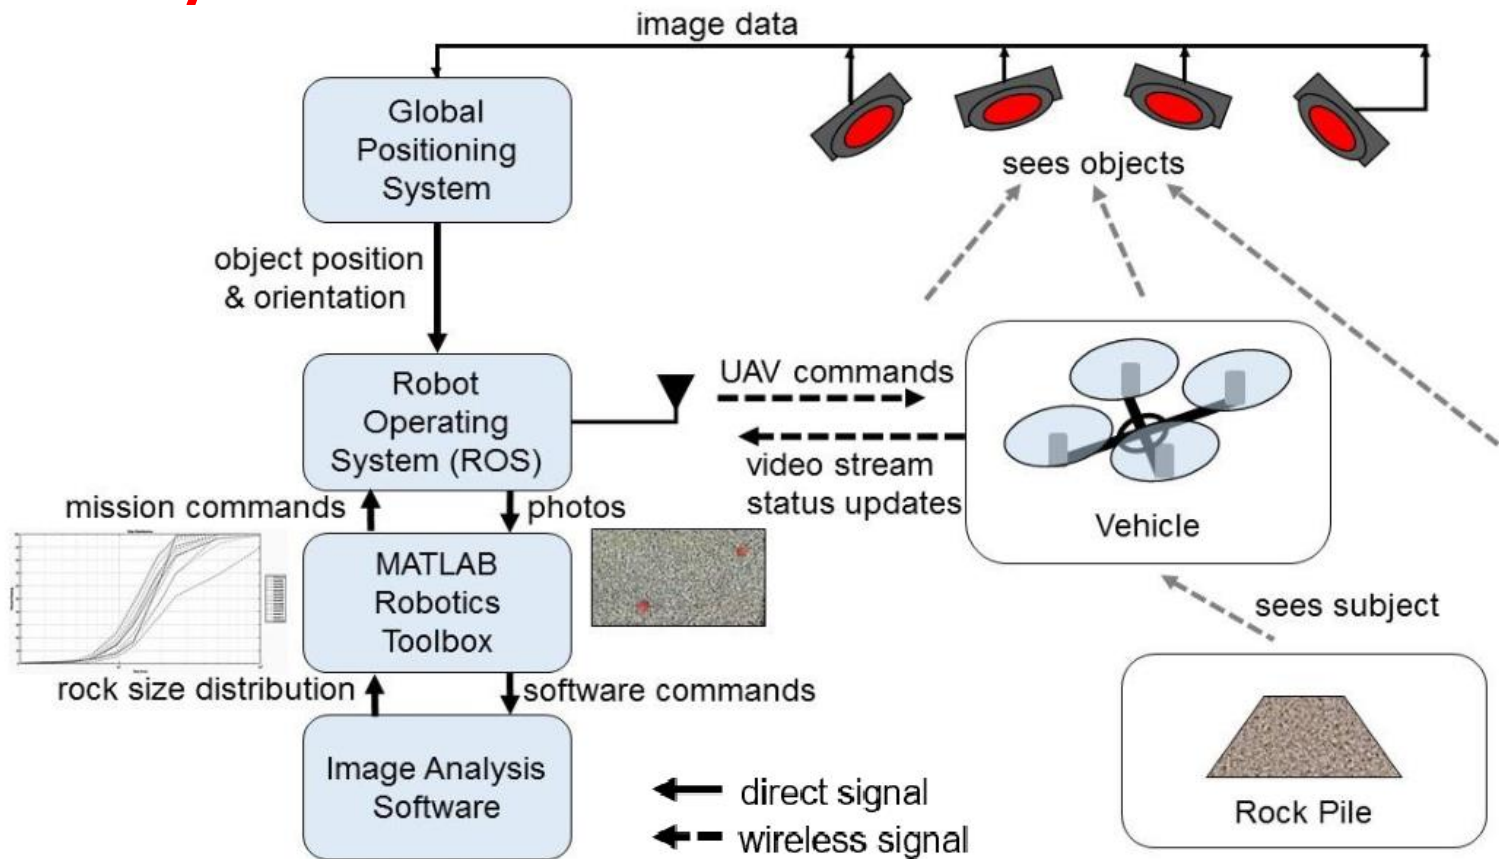 image data
Global
Positioning
System
sees objects
object position
& orientation
Robot
Operating
System (ROS)
UAV commands
video stream
status updates
Vehicle
mission commands
photos
MATLAB
Robotics
Toolbox
sees subject
rock size distribution
software commands
Image Analysis
Software
Rock Pile
direct signal
wireless signal